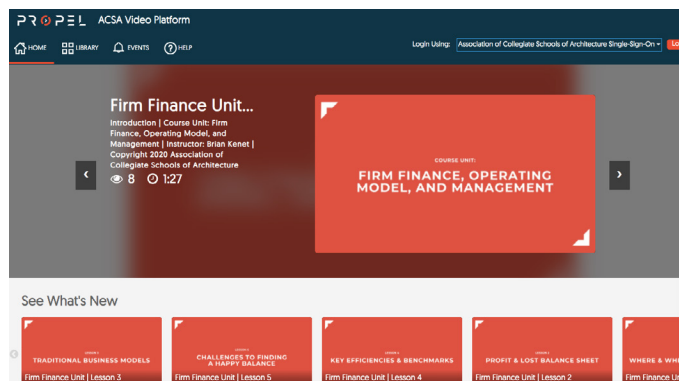 PROPEL ACSA Video Platform
HOME LIBRARY EVENTS HELP
Login Using: Association of Collegiate Schools of Architecture Single-Sign-On
Firm Finance Unit...
Introduction | Course Unit: Firm
Finance, Operating Model, and
Management | Instructor: Brian Kenet |
Copyright 2020 Association of
Collegiate Schools of Architecture
8 1:27
COURSE UNIT:
FIRM FINANCE, OPERATING
MODEL, AND MANAGEMENT
See What's New
TRADITIONAL BUSINESS MODELS
Firm Finance Unit | Lesson 3
CHALLENGES TO FINDING
A HAPPY BALANCE
Firm Finance Unit | Lesson 5
KEY EFFICIENCIES & BENCHMARKS
Firm Finance Unit | Lesson 4
PROFIT & LOST BALANCE SHEET
Firm Finance Unit | Lesson 2
WHERE &
Firm Finance